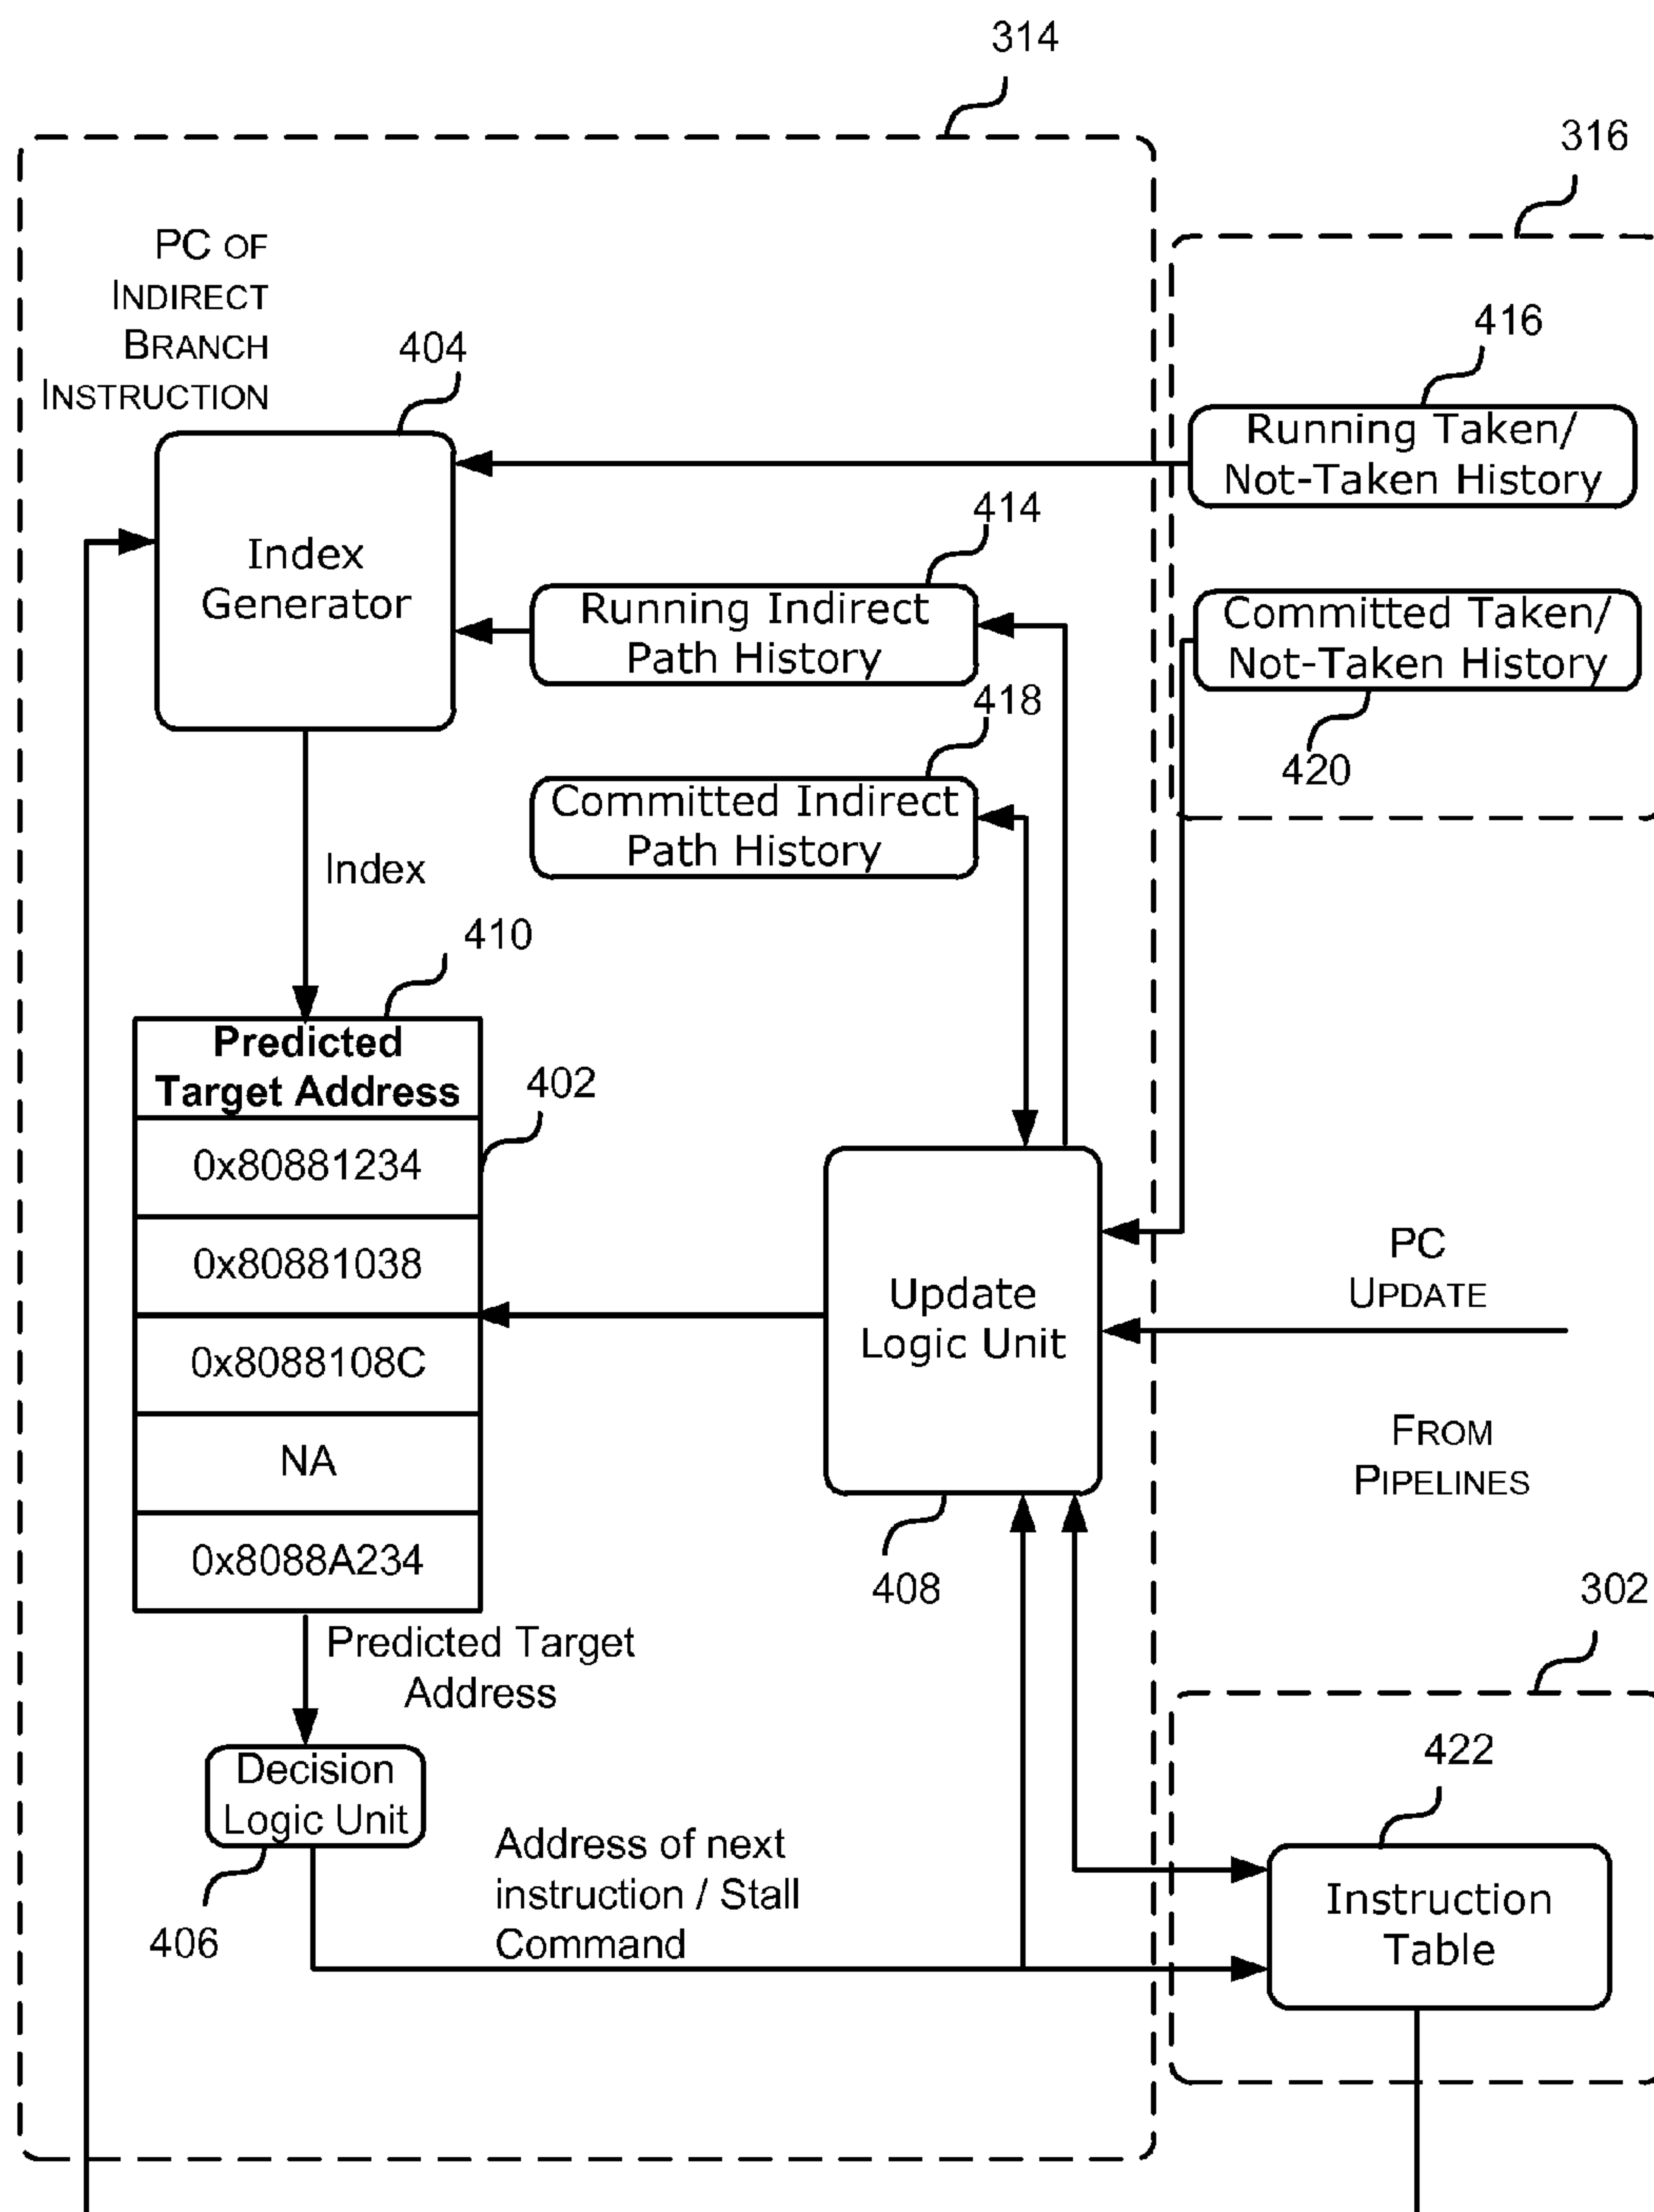 314
316
PC OF
INDIRECT
BRANCH
INSTRUCTION
404
416
Running Taken/
Not-Taken History
Index
Generator
414
Running Indirect
Path History
Committed Taken/
Not-Taken History
420
418
Committed Indirect
Path History
Index
410
Predicted
Target Address
402
0x80881234
0x80881038
0x8088108C
NA
0x8088A234
Update
Logic Unit
408
PC
UPDATE
FROM
PIPELINES
302
Predicted Target
Address
Decision
Logic Unit
406
Address of next
instruction / Stall
Command
422
Instruction
Table